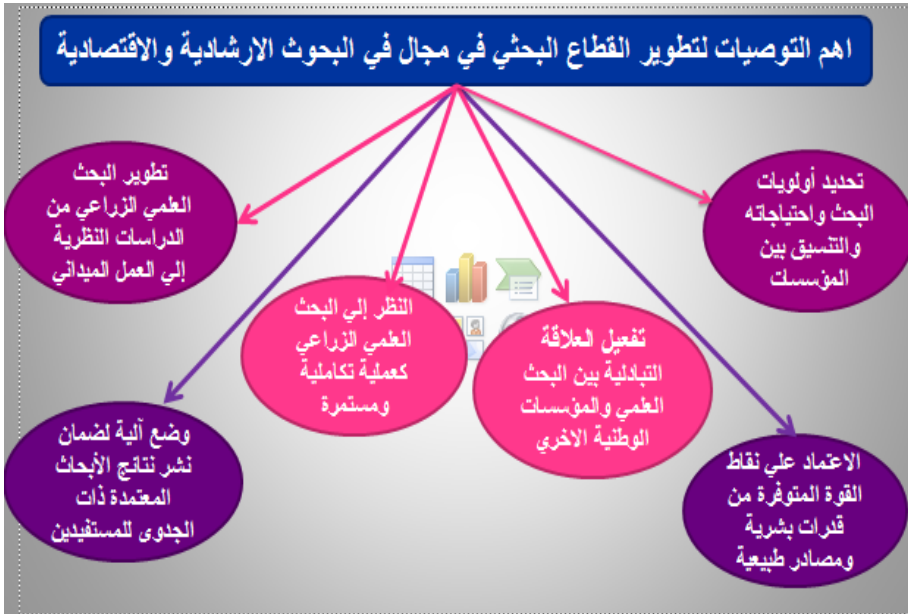 اهم التوصيات لتطوير القطاع البحثي في مجال في البحوث الارشادية والاقتصادية
تحديد أولويات
البحث واحتياجاته
والتنسيق بين
المؤسسات
الاعتماد علي نقاط
القوة المتوفرة من
قدرات بشرية
ومصادر طبيعية
تفعيل العلاقة
التبادلية بين البحث
العلمي والمؤسسات
الوطنية الاخري
النظر إلي البحث
العلمي الزراعي
كعملية تكاملية
ومستمرة
تطوير البحث
العلمي الزراعي من
الدراسات النظرية
إلي العمل الميداني
وضع آلية لضمان
نشر نتائج الأبحاث
المعتمدة ذات
الجدوى للمستفيدين